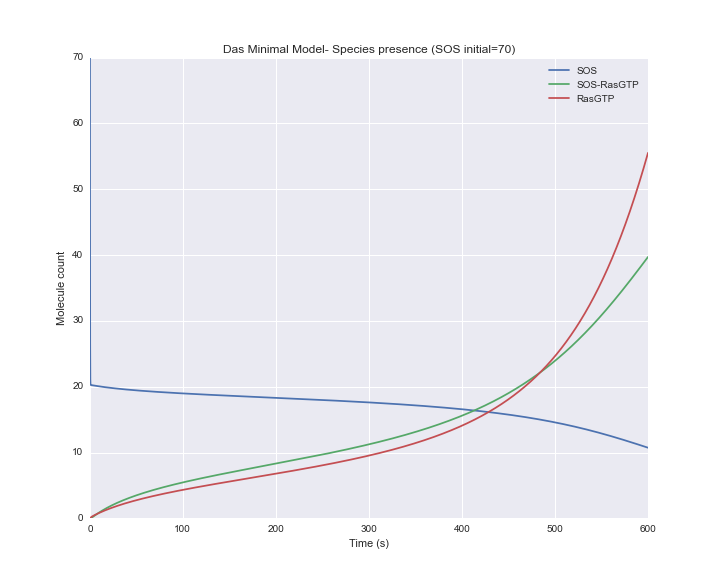 Das Minimal Model- Species presence (SOS initial=70)
70
60
50
40
30
20
10
0
Molecule count
SOS
SOS-RasGTP
RasGTP
0 100 200 300 400 500 600
Time (s)